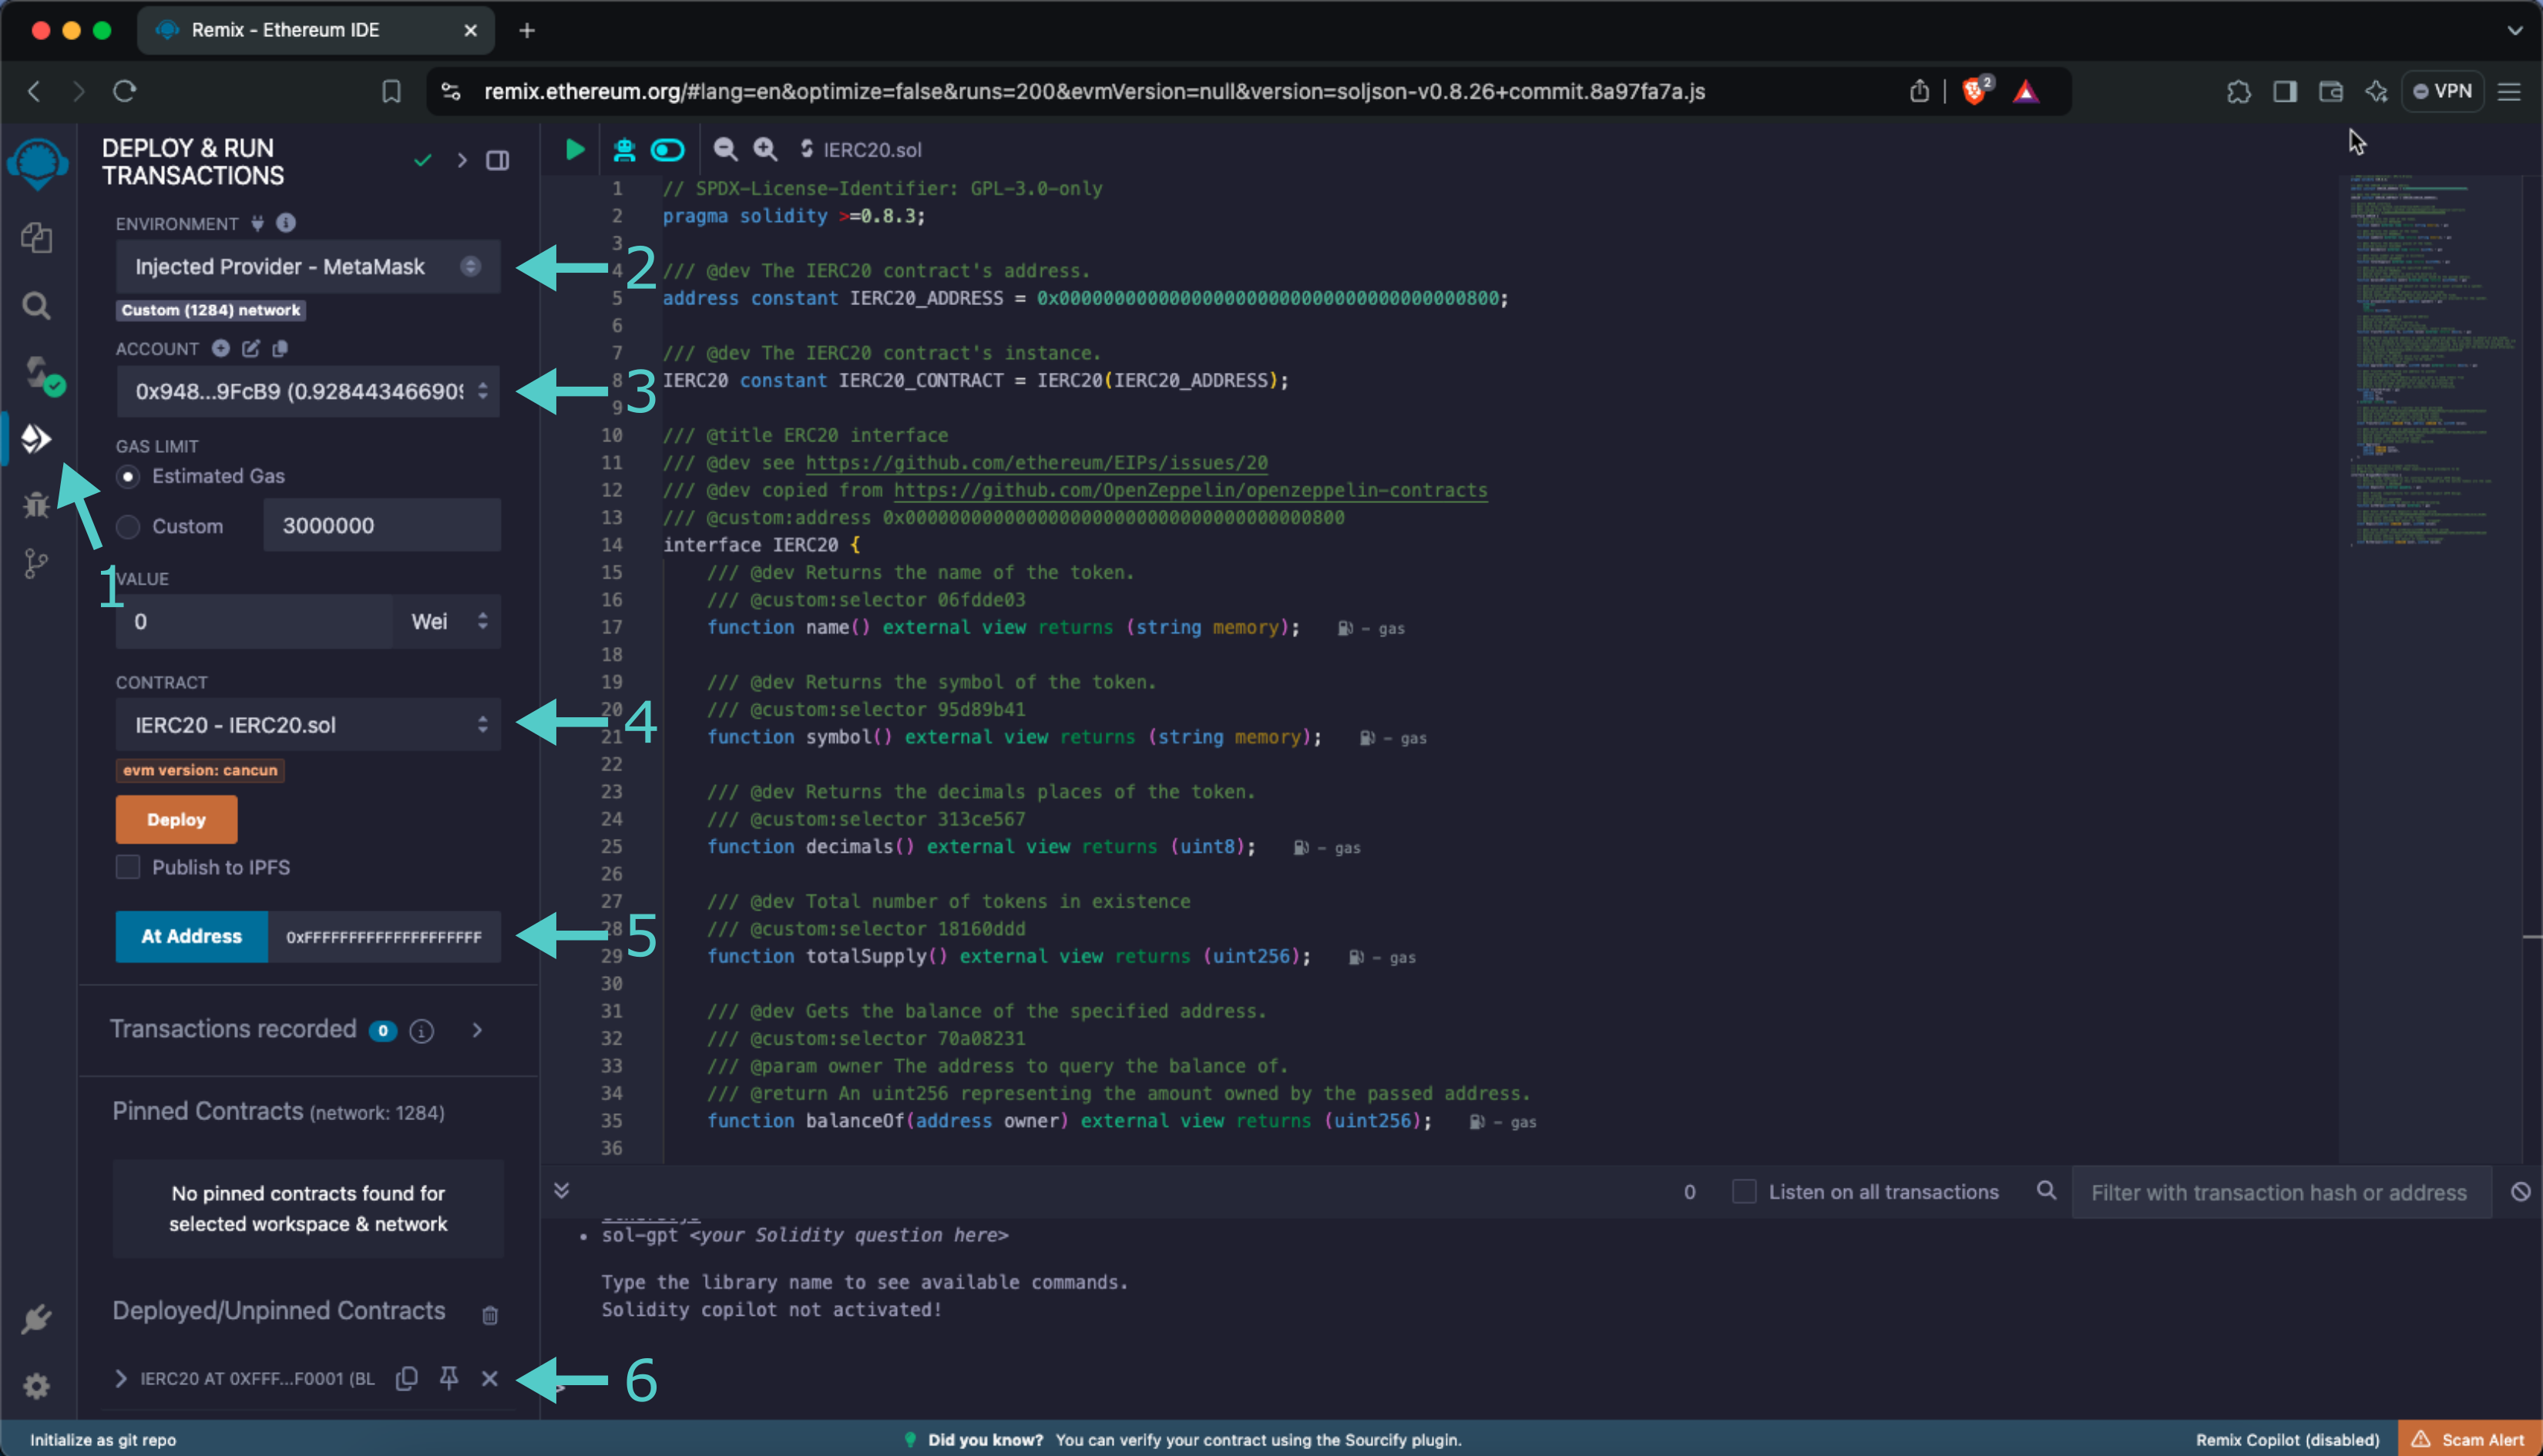 Remix - Ethereum IDE
remix.ethereum.org/#lang=en&optimize=false&runs=200&evmVersion=null&version=soljson-v0.8.26+commit.8a97fa7a.js
2
VPN
DEPLOY & RUN
TRANSACTIONS
ENVIRONMENT
Injected Provider - MetaMask
2
Custom (1284) network
ACCOUNT
0x948...9FcB9 (0.928443466909
3
GAS LIMIT
Estimated Gas
Custom
3000000
1
VALUE
0
Wei
CONTRACT
IERC20 - IERC20.sol
4
evm version: cancun
Deploy
Publish to IPFS
At Address
5
Transactions recorded 0
Pinned Contracts (network: 1284)
No pinned contracts found for
selected workspace & network
Deployed/Unpinned Contracts
IERC20 AT 0XFFF...F0001 (BL
6
IERC20.sol
1 // SPDX-License-Identifier: GPL-3.0-only
2 pragma solidity >=0.8.3;
3
4 /// @dev The IERC20 contract's address.
5 address constant IERC20_ADDRESS = 0x0000000000000000000000000000000000000800;
6
7 /// @dev The IERC20 contract's instance.
8 IERC20 constant IERC20_CONTRACT = IERC20(IERC20_ADDRESS);
9
10 /// @title ERC20 interface
11 /// @dev see https://github.com/ethereum/EIPs/issues/20
12 /// @dev copied from https://github.com/OpenZeppelin/openzeppelin-contracts
13 /// @custom:address 0x0000000000000000000000000000000000000800
14 interface IERC20 {
15 /// @dev Returns the name of the token.
16 /// @custom:selector 06fdde03
17 function name() external view returns (string memory); - gas
18
19 /// @dev Returns the symbol of the token.
20 /// @custom:selector 95d89b41
21 function symbol() external view returns (string memory); - gas
22
23 /// @dev Returns the decimals places of the token.
24 /// @custom:selector 313ce567
25 function decimals() external view returns (uint8); - gas
26
27 /// @dev Total number of tokens in existence
28 /// @custom:selector 18160ddd
29 function totalSupply() external view returns (uint256); - gas
30
31 /// @dev Gets the balance of the specified address.
32 /// @custom:selector 70a08231
33 /// @param owner The address to query the balance of.
34 /// @return An uint256 representing the amount owned by the passed address.
35 function balanceOf(address owner) external view returns (uint256); - gas
36
0 Listen on all transactions
Filter with transaction hash or address
• sol-gpt <your Solidity question here>
Type the library name to see available commands.
Solidity copilot not activated!
>
Initialize as git repo
Did you know? You can verify your contract using the Sourcify plugin.
Remix Copilot (disabled)
Scam Alert